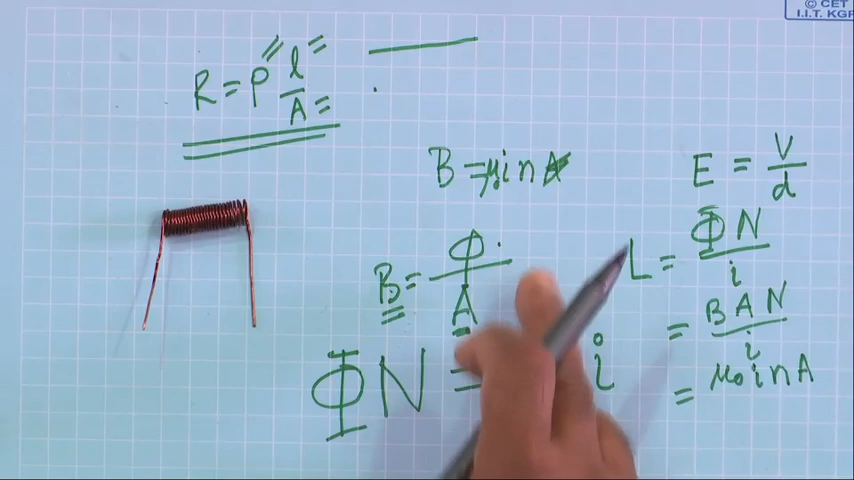 © CET
I.I.T. KGP
R = ρ l/A
B = μ₀ i n
E = V/d
B = Φ/A
L = ΦN/i
= BAN/i
ΦN = i
= μ₀ i n A